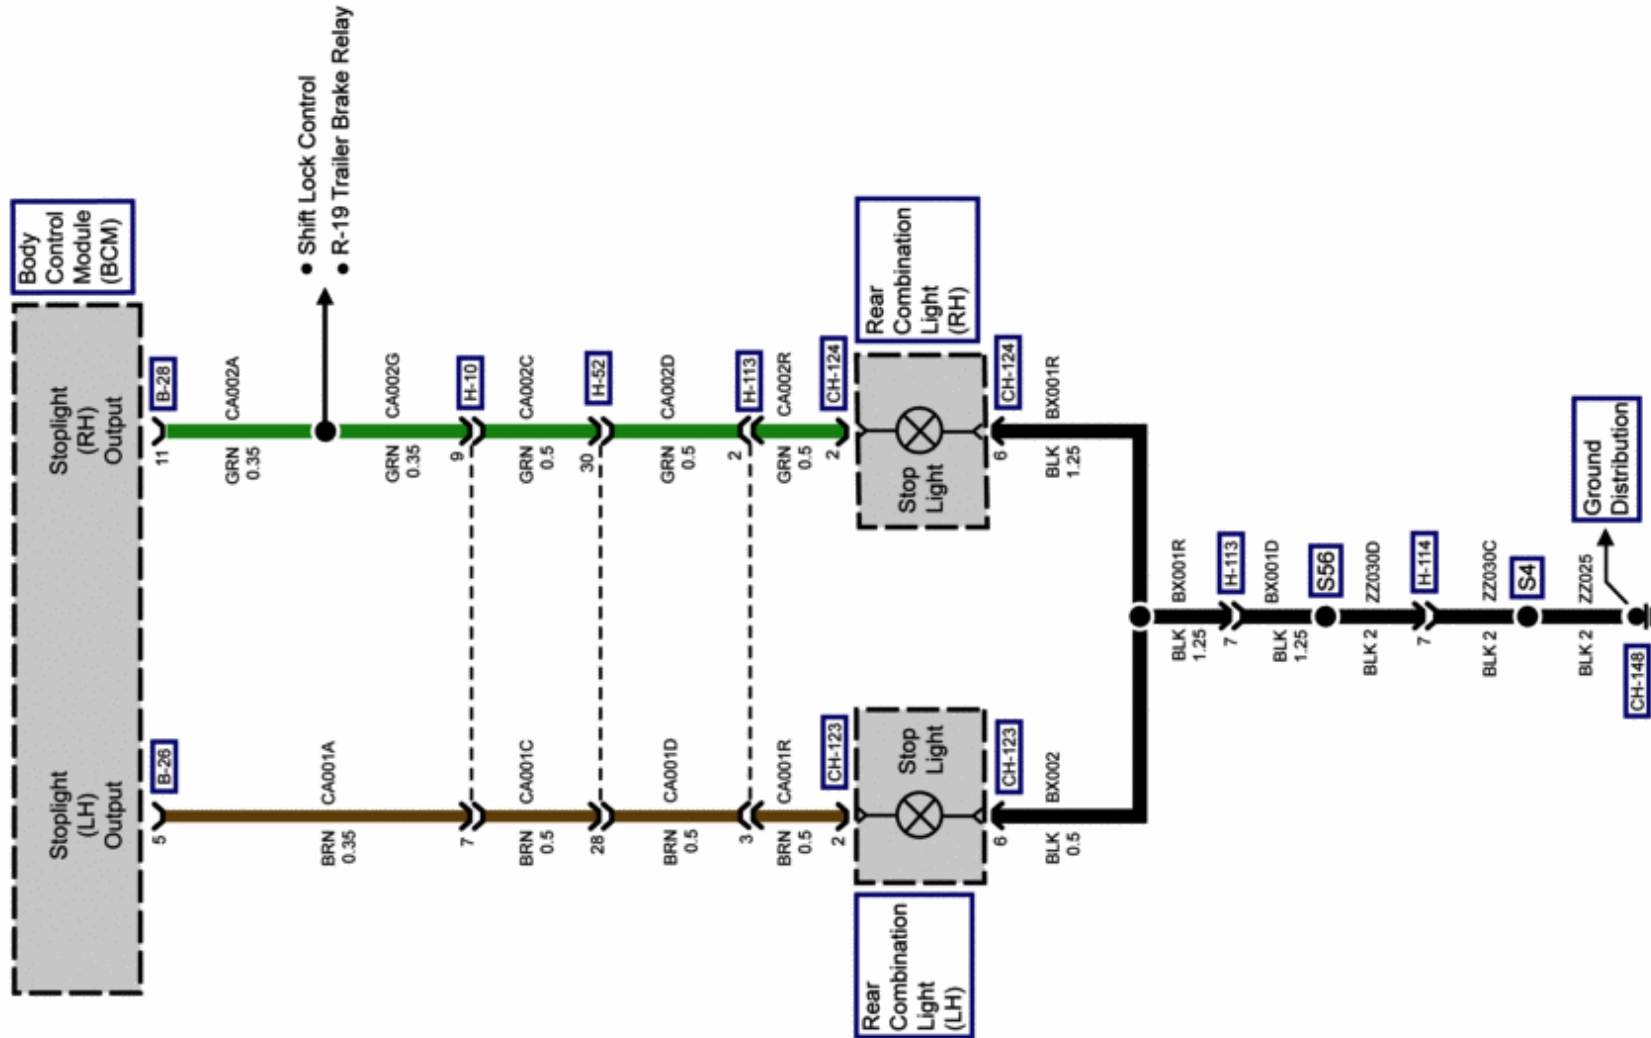 Body
Control
Module
(BCM)
Stoplight
(LH)
Output
Stoplight
(RH)
Output
5
B-26
11
B-28
BRN
0.35
CA001A
GRN
0.35
CA002A
• Shift Lock Control
• R-19 Trailer Brake Relay
GRN
0.35
CA002G
7
9
H-10
BRN
0.5
CA001C
GRN
0.5
CA002C
28
30
H-52
BRN
0.5
CA001D
GRN
0.5
CA002D
3
2
H-113
BRN
0.5
CA001R
GRN
0.5
CA002R
2
CH-123
2
CH-124
Rear
Combination
Light
(LH)
Stop
Light
Stop
Light
Rear
Combination
Light
(RH)
6
CH-123
6
CH-124
BLK
0.5
BX002
BLK
1.25
BX001R
BLK
1.25
BX001R
7
H-113
BLK
1.25
BX001D
S56
BLK 2
ZZ030D
7
H-114
BLK 2
ZZ030C
S4
BLK 2
ZZ025
Ground
Distribution
CH-148